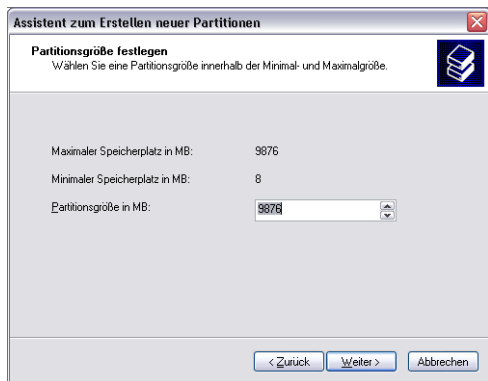 Assistent zum Erstellen neuer Partitionen
Partitionsgröße festlegen
Wählen Sie eine Partitionsgröße innerhalb der Minimal- und Maximalgröße.
Maximaler Speicherplatz in MB: 9876
Minimaler Speicherplatz in MB: 8
Partitionsgröße in MB: 9876
< Zurück Weiter > Abbrechen